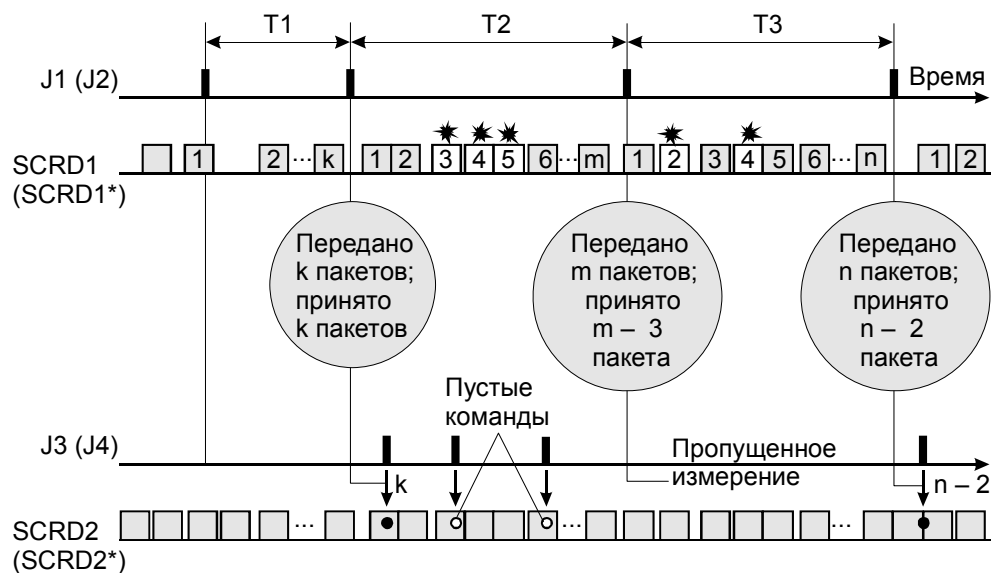 T1 T2 T3
J1 (J2) Время
SCRD1
(SCRD1*)
1 2 ... k 1 2 3 4 5 6 ... m 1 2 3 4 5 6 ... n 1 2
Передано
k пакетов;
принято
k пакетов
Передано
m пакетов;
принято
m – 3
пакета
Передано
n пакетов;
принято
n – 2
пакета
Пустые
команды
J3 (J4)
Пропущенное
измерение
k
n – 2
SCRD2
(SCRD2*)
... ... ...